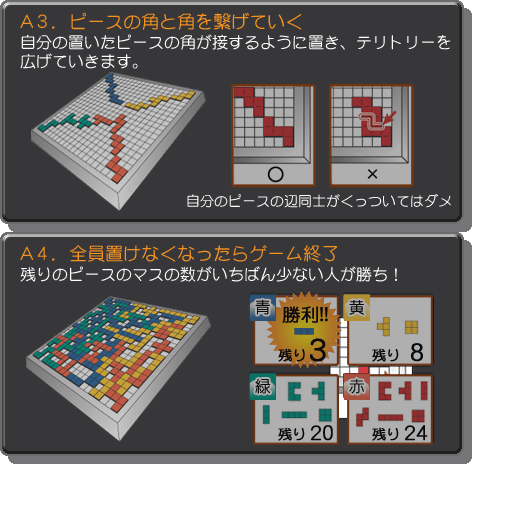 A3．ピースの角と角を繋げていく
自分の置いたピースの角が接するように置き、テリトリーを
広げていきます。
○ ×
自分のピースの辺同士がくっついてはダメ
A4．全員置けなくなったらゲーム終了
残りのピースのマスの数がいちばん少ない人が勝ち！
青 勝利!! 黄
残り3 残り 8
緑 赤
残り20 残り24